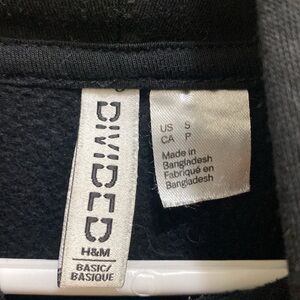 DIVIDED
H&M
BASIC/
BASIQUE
US S
CA P
Made in
Bangladesh
Fabriqué en
Bangladesh